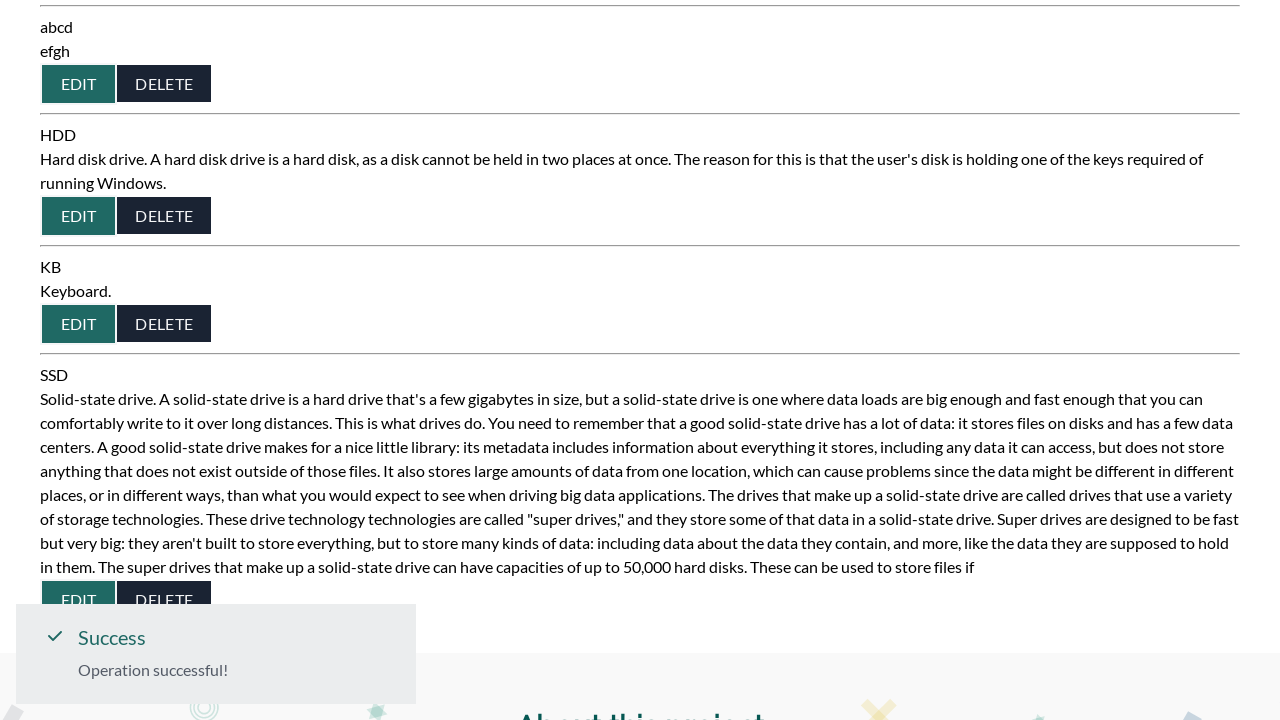 abcd
efgh
EDIT DELETE
HDD
Hard disk drive. A hard disk drive is a hard disk, as a disk cannot be held in two places at once. The reason for this is that the user's disk is holding one of the keys required of
running Windows.
EDIT DELETE
KB
Keyboard.
EDIT DELETE
SSD
Solid-state drive. A solid-state drive is a hard drive that's a few gigabytes in size, but a solid-state drive is one where data loads are big enough and fast enough that you can
comfortably write to it over long distances. This is what drives do. You need to remember that a good solid-state drive has a lot of data: it stores files on disks and has a few data
centers. A good solid-state drive makes for a nice little library: its metadata includes information about everything it stores, including any data it can access, but does not store
anything that does not exist outside of those files. It also stores large amounts of data from one location, which can cause problems since the data might be different in different
places, or in different ways, than what you would expect to see when driving big data applications. The drives that make up a solid-state drive are called drives that use a variety
of storage technologies. These drive technology technologies are called "super drives," and they store some of that data in a solid-state drive. Super drives are designed to be fast
but very big: they aren't built to store everything, but to store many kinds of data: including data about the data they contain, and more, like the data they are supposed to hold
in them. The super drives that make up a solid-state drive can have capacities of up to 50,000 hard disks. These can be used to store files if
EDIT DELETE
Success
Operation successful!
About this project